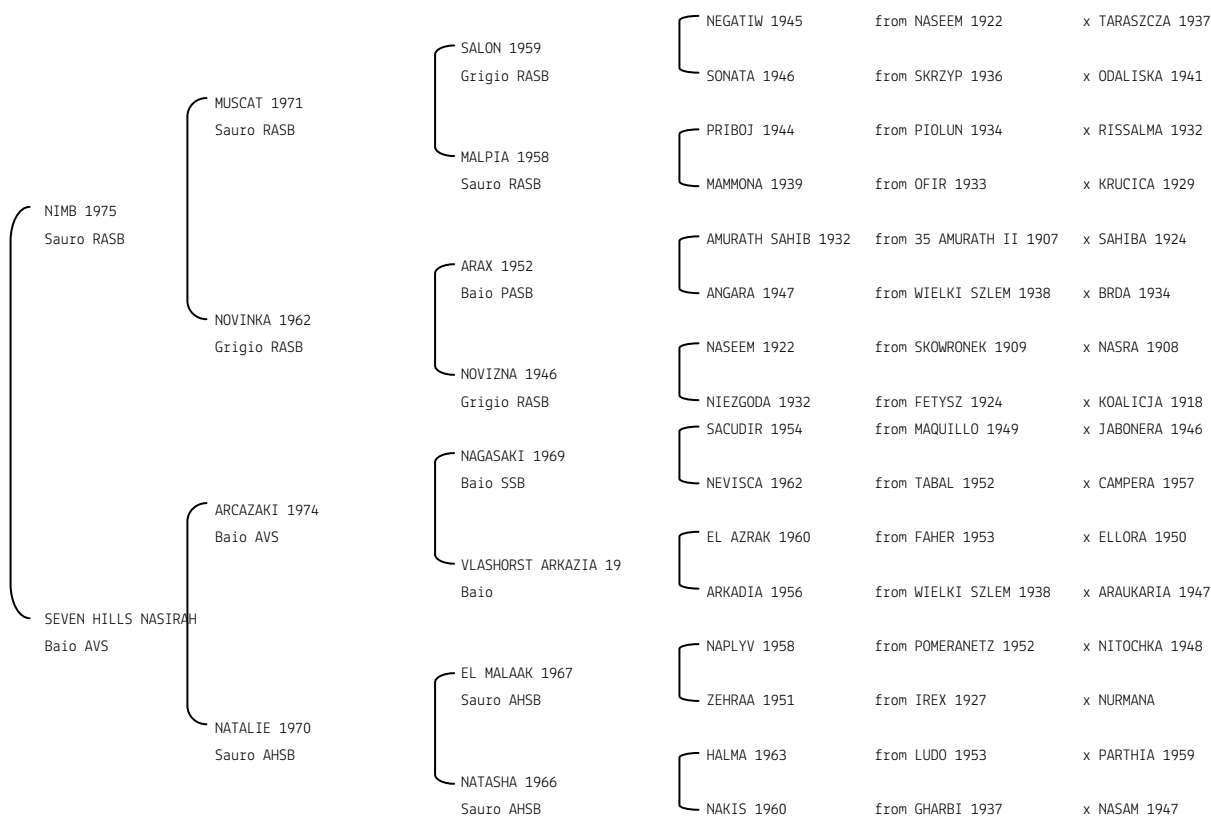 NEGATIW 1945 from NASEEM 1922 x TARASZCZA 1937
SALON 1959
Grigio RASB
SONATA 1946 from SKRZYP 1936 x ODALISKA 1941
MUSCAT 1971
Sauro RASB
PRIBOJ 1944 from PIOLUN 1934 x RISSALMA 1932
MALPIA 1958
Sauro RASB
MAMMONA 1939 from OFIR 1933 x KRUCICA 1929
NIMB 1975
Sauro RASB
AMURATH SAHIB 1932 from 35 AMURATH II 1907 x SAHIBA 1924
ARAX 1952
Baio PASB
ANGARA 1947 from WIELKI SZLEM 1938 x BRDA 1934
NOVINKA 1962
Grigio RASB
NASEEM 1922 from SKOWRONEK 1909 x NASRA 1908
NOVIZNA 1946
Grigio RASB
NIEZGODA 1932 from FETYSZ 1924 x KOALICJA 1918
SACUDIR 1954 from MAQUILLO 1949 x JABONERA 1946
NAGASAKI 1969
Baio SSB
NEVISCA 1962 from TABAL 1952 x CAMPERA 1957
ARCAZAKI 1974
Baio AVS
EL AZRAK 1960 from FAHER 1953 x ELLORA 1950
VLASHORST ARKAZIA 19
Baio
ARKADIA 1956 from WIELKI SZLEM 1938 x ARAUKARIA 1947
SEVEN HILLS NASIRAH
Baio AVS
NAPLYV 1958 from POMERANETZ 1952 x NITOCHKA 1948
EL MALAAK 1967
Sauro AHSB
ZEHRAA 1951 from IREX 1927 x NURMANA
NATALIE 1970
Sauro AHSB
HALMA 1963 from LUDO 1953 x PARTHIA 1959
NATASHA 1966
Sauro AHSB
NAKIS 1960 from GHARBI 1937 x NASAM 1947